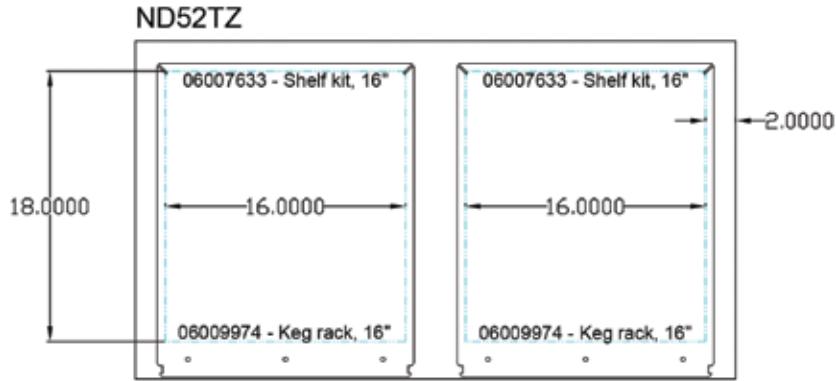 ND52TZ
06007633 - Shelf kit, 16"
06007633 - Shelf kit, 16"
2.0000
18.0000
16.0000
16.0000
06009974 - Keg rack, 16"
06009974 - Keg rack, 16"